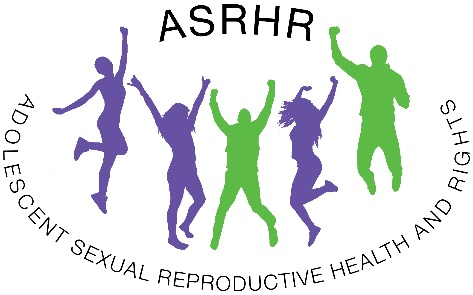 ASRHR
ADOLESCENT SEXUAL REPRODUCTIVE HEALTH AND RIGHTS